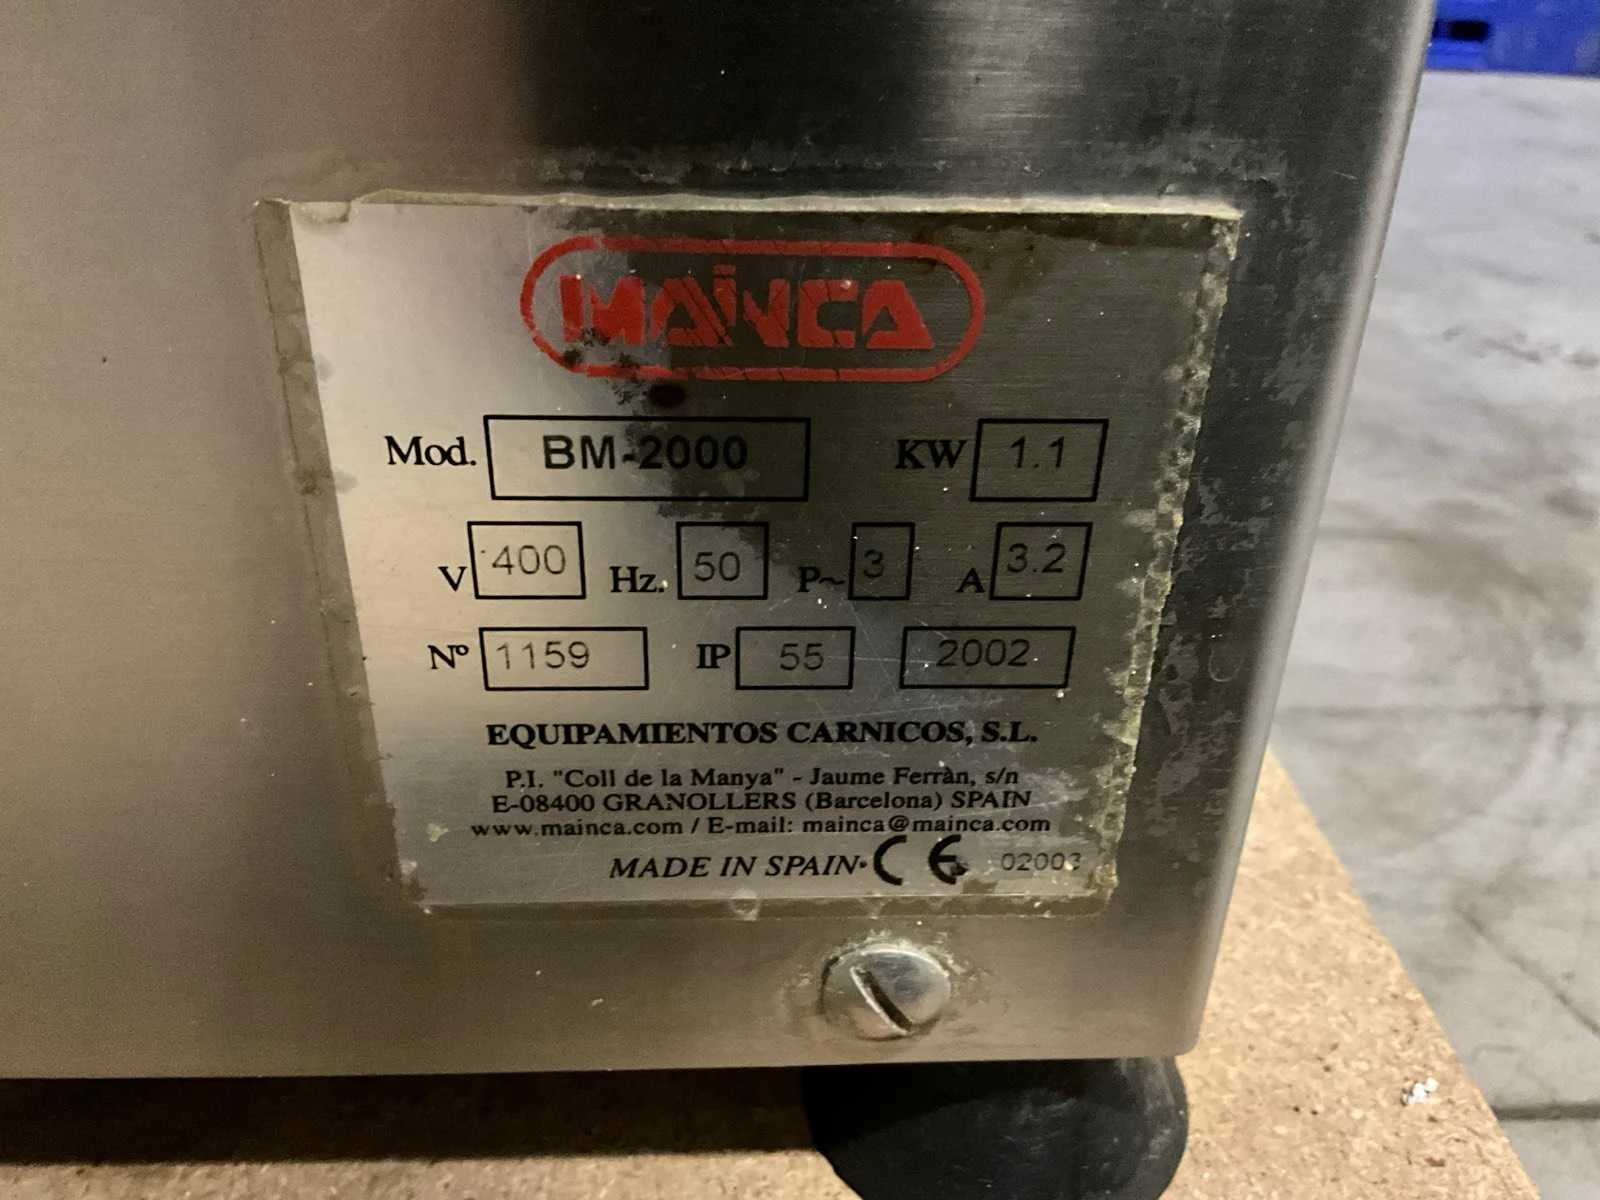 MAiNCA
Mod. BM-2000 KW 1.1
V 400 Hz. 50 P~ 3 A 3.2
Nº 1159 IP 55 2002
EQUIPAMIENTOS CARNICOS, S.L.
P.I. "Coll de la Manya" - Jaume Ferràn, s/n
E-08400 GRANOLLERS (Barcelona) SPAIN
www.mainca.com / E-mail: mainca@mainca.com
MADE IN SPAIN CE 02003